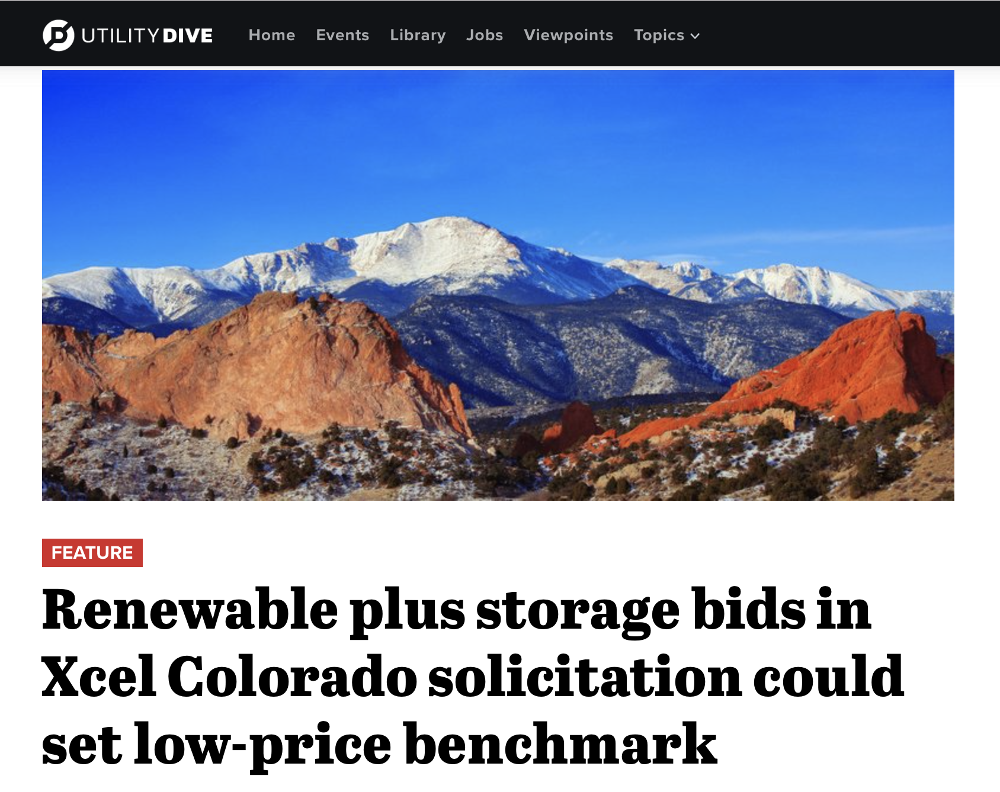 UTILITY DIVE Home Events Library Jobs Viewpoints Topics
FEATURE
Renewable plus storage bids in
Xcel Colorado solicitation could
set low-price benchmark